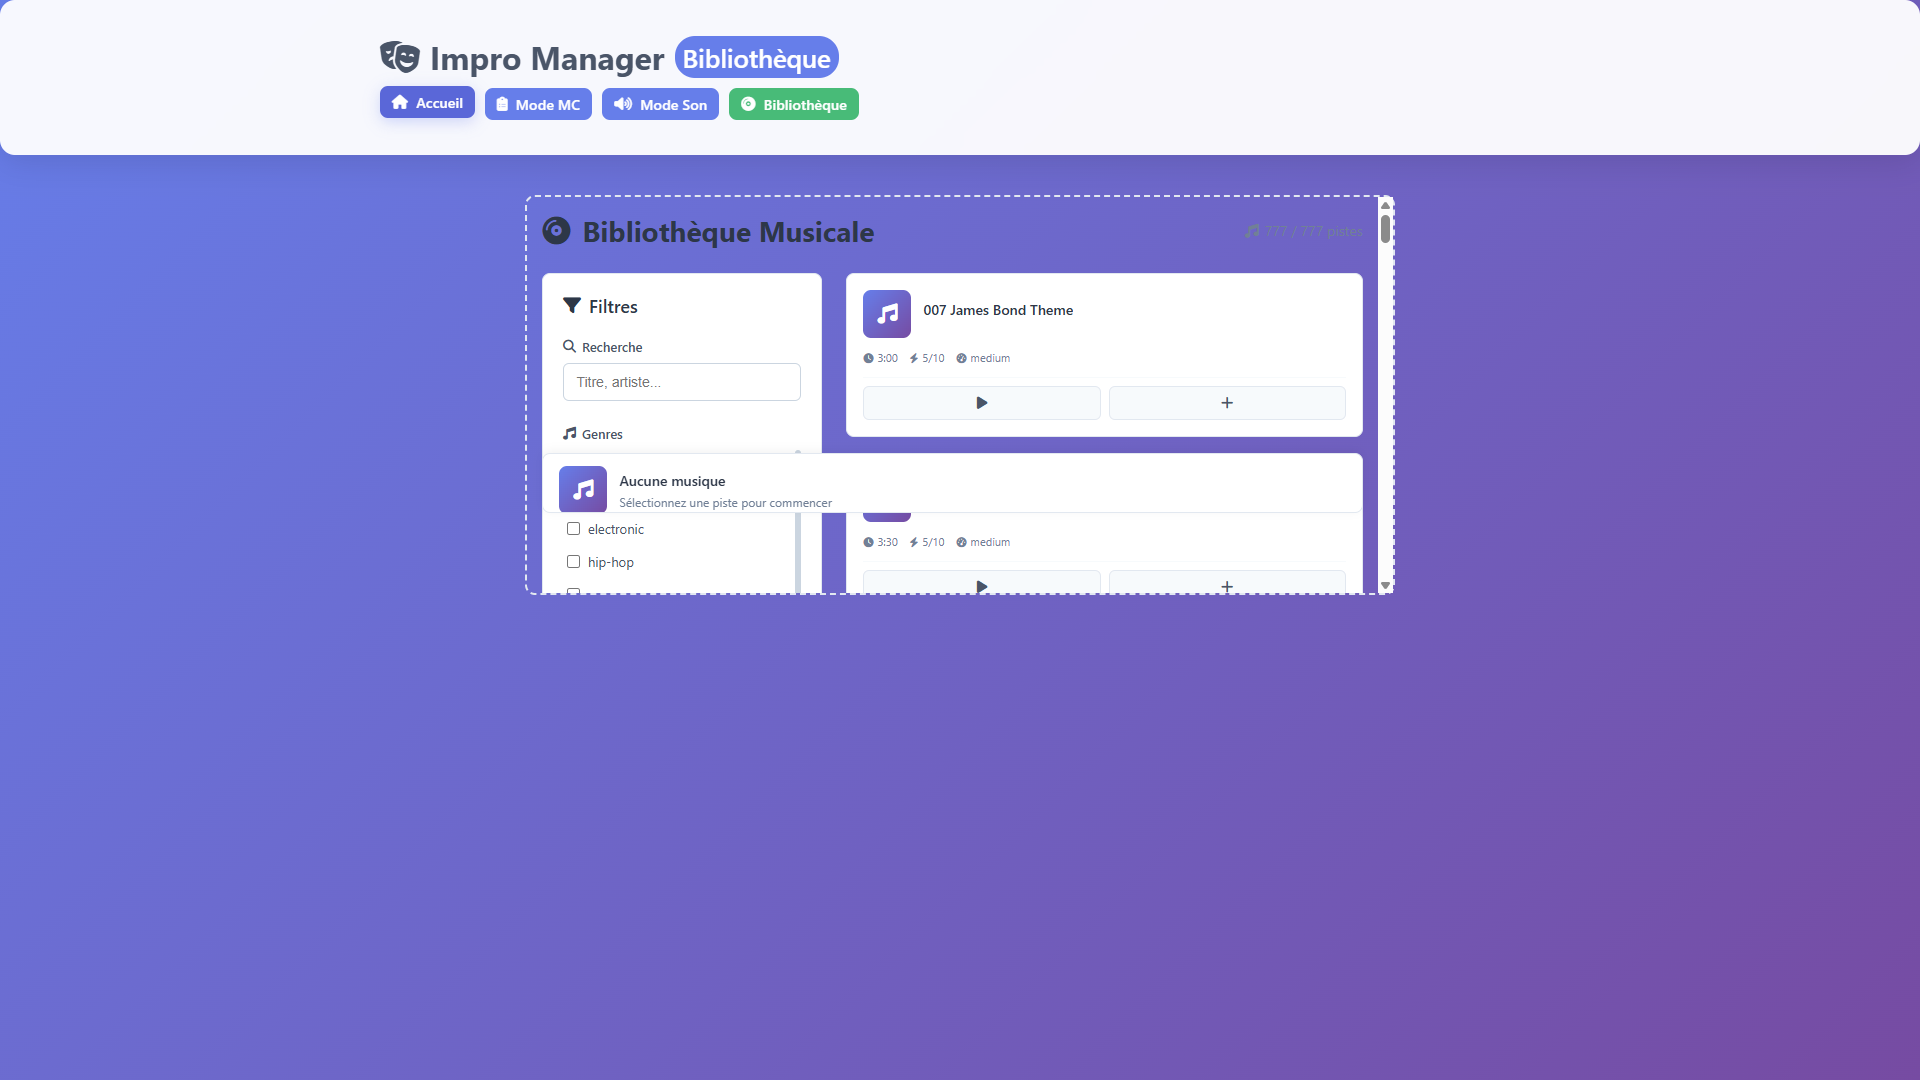 Impro Manager Bibliothèque
Accueil Mode MC Mode Son Bibliothèque
Bibliothèque Musicale
777 / 777 pistes
Filtres
Recherche
Titre, artiste...
Genres
007 James Bond Theme
3:00 5/10 medium
Aucune musique
Sélectionnez une piste pour commencer
electronic
hip-hop
3:30 5/10 medium